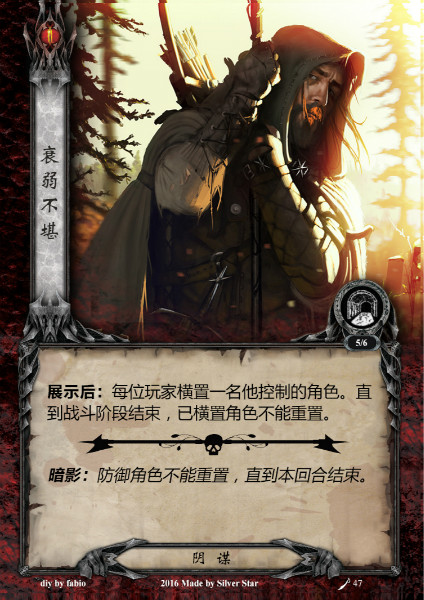 衰弱不堪
5/6
展示后：每位玩家横置一名他控制的角色。直
到战斗阶段结束，已横置角色不能重置。
暗影：防御角色不能重置，直到本回合结束。
阴 谋
diy by fabio 2016 Made by Silver Star 47